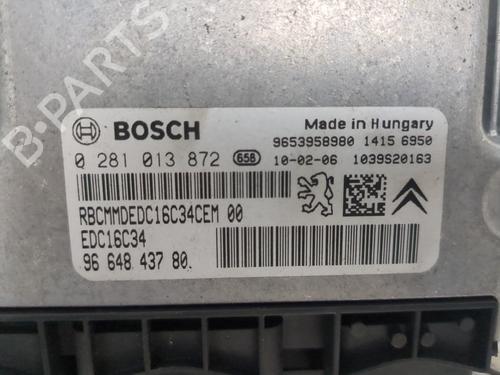 BOSCH
Made in Hungary
9653958980 1415 6950
0 281 013 872 658 10-02-06 1039S20163
RBCMMDEDC16C34CEM 00
EDC16C34
96 648 437 80.
B-PARTS